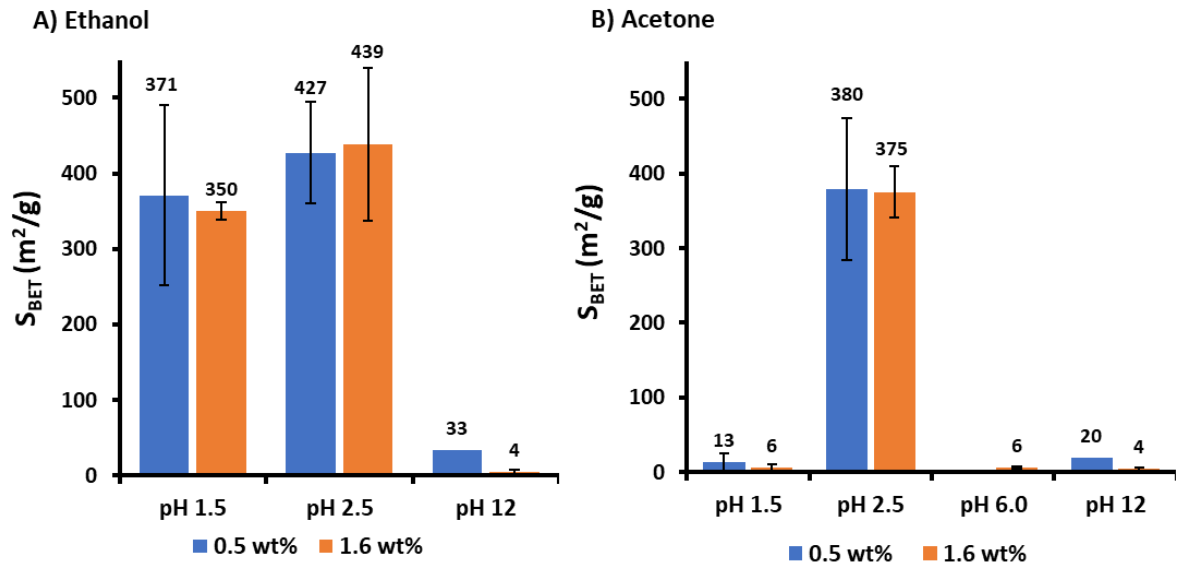 A) Ethanol
S_BET (m²/g)
500
400
300
200
100
0
371
350
427
439
33
4
pH 1.5
pH 2.5
pH 12
0.5 wt%
1.6 wt%
B) Acetone
S_BET (m²/g)
500
400
300
200
100
0
13
6
380
375
6
20
4
pH 1.5
pH 2.5
pH 6.0
pH 12
0.5 wt%
1.6 wt%